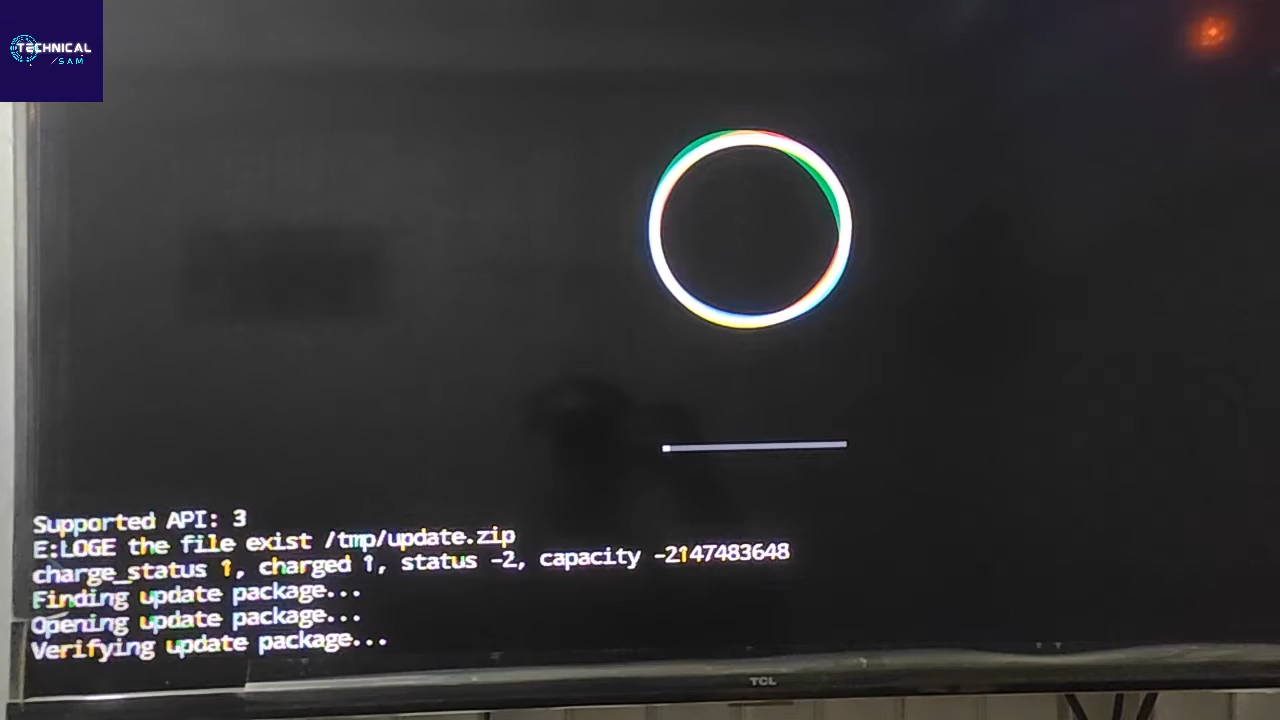 TECHNICAL
SAM
Supported API: 3
E:LOGE the file exist /tmp/update.zip
charge_status 1, charged 1, status -2, capacity -2147483648
Finding update package...
Opening update package...
Verifying update package...
TCL